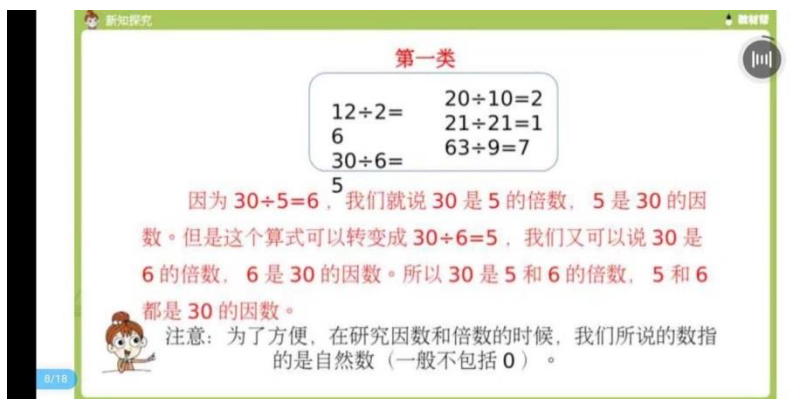 新知探究
教材帮
第一类
12÷2=
6
30÷6=
5
20÷10=2
21÷21=1
63÷9=7
因为 30÷5=6，我们就说 30 是 5 的倍数，5 是 30 的因
数。但是这个算式可以转变成 30÷6=5，我们又可以说 30 是
6 的倍数，6 是 30 的因数。所以 30 是 5 和 6 的倍数，5 和 6
都是 30 的因数。
注意：为了方便，在研究因数和倍数的时候，我们所说的数指
的是自然数（一般不包括 0）。
8/18